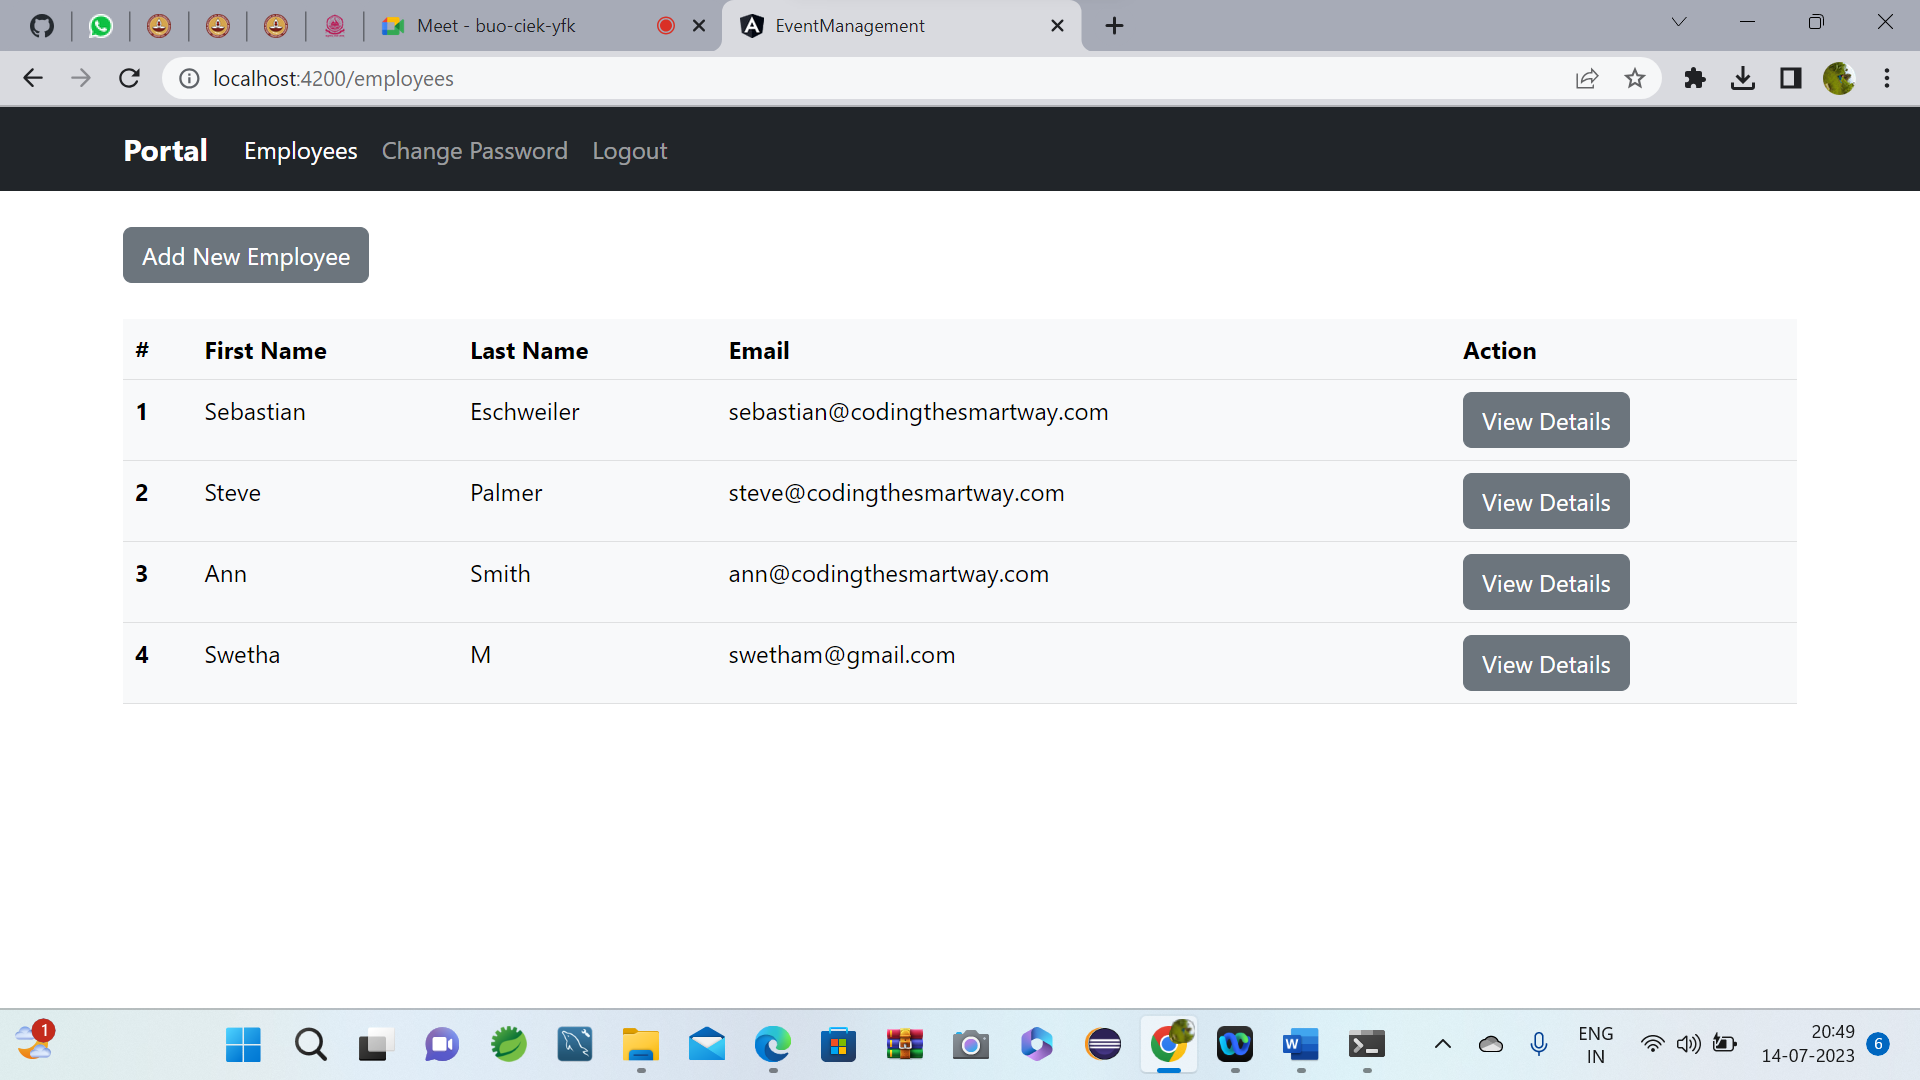 Meet - buo-ciek-yfk
EventManagement
localhost:4200/employees
Portal Employees Change Password Logout
Add New Employee
# First Name Last Name Email Action
1 Sebastian Eschweiler sebastian@codingthesmartway.com View Details
2 Steve Palmer steve@codingthesmartway.com View Details
3 Ann Smith ann@codingthesmartway.com View Details
4 Swetha M swetham@gmail.com View Details
1
W
ENG
IN
20:49
14-07-2023
6